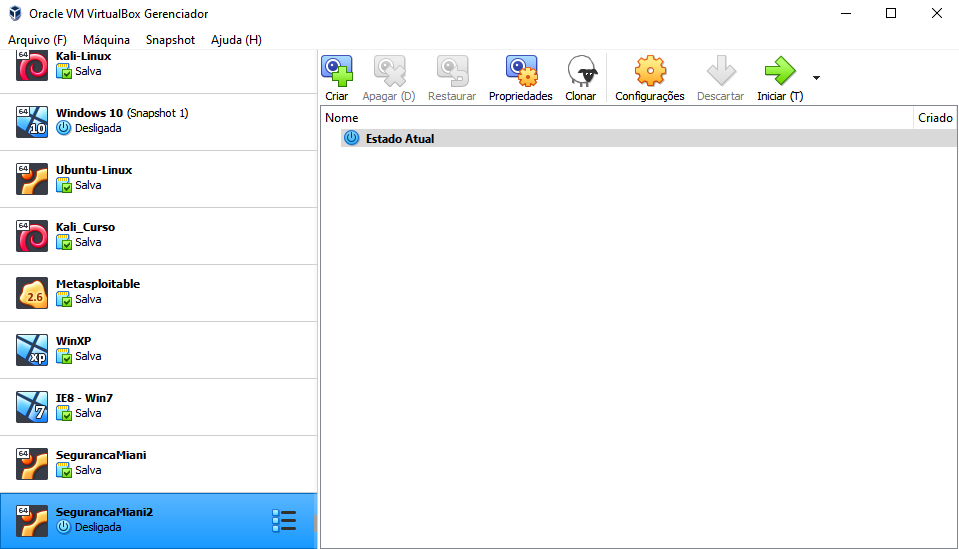 Oracle VM VirtualBox Gerenciador
Arquivo (F) Máquina Snapshot Ajuda (H)
64 Kali-Linux
Salva
64 Windows 10 (Snapshot 1)
10 Desligada
64 Ubuntu-Linux
Salva
64 Kali_Curso
Salva
Metasploitable
2.6 Salva
WinXP
xp Salva
IE8 - Win7
7 Salva
64 SegurancaMiani
Salva
64 SegurancaMiani2
Desligada
Criar Apagar (D) Restaurar Propriedades Clonar Configurações Descartar Iniciar (T)
Nome Criado
Estado Atual